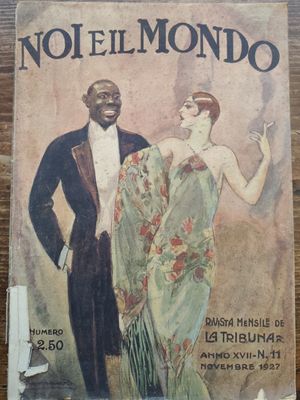 NOI E IL MONDO
RIVISTA MENSILE DE
LA TRIBUNA
ANNO XVII - N. 11
NOVEMBRE 1927
NUMERO
2.50